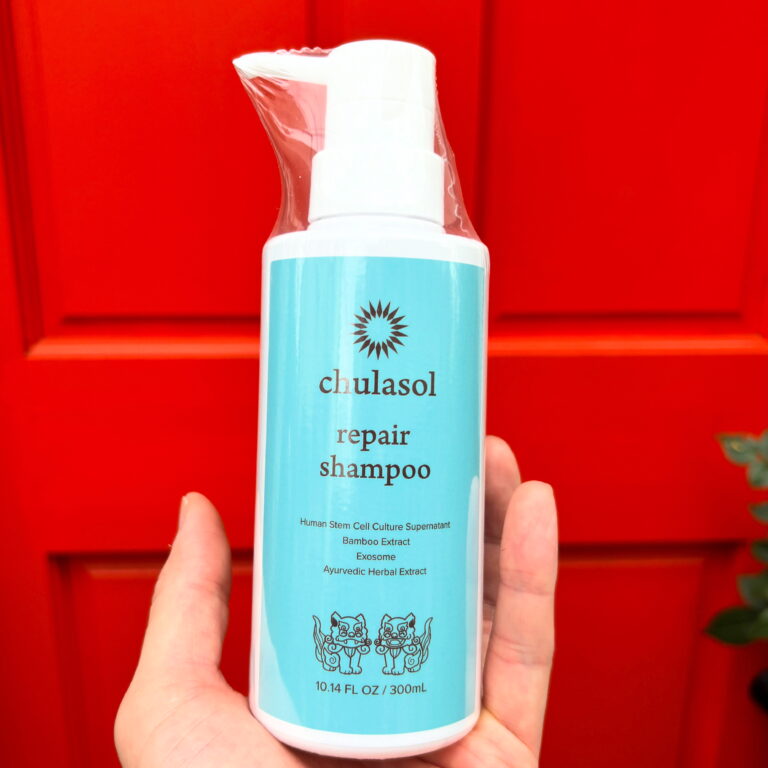 chulasol
repair
shampoo
Human Stem Cell Culture Supernatant
Bamboo Extract
Exosome
Ayurvedic Herbal Extract
10.14 FL OZ / 300mL